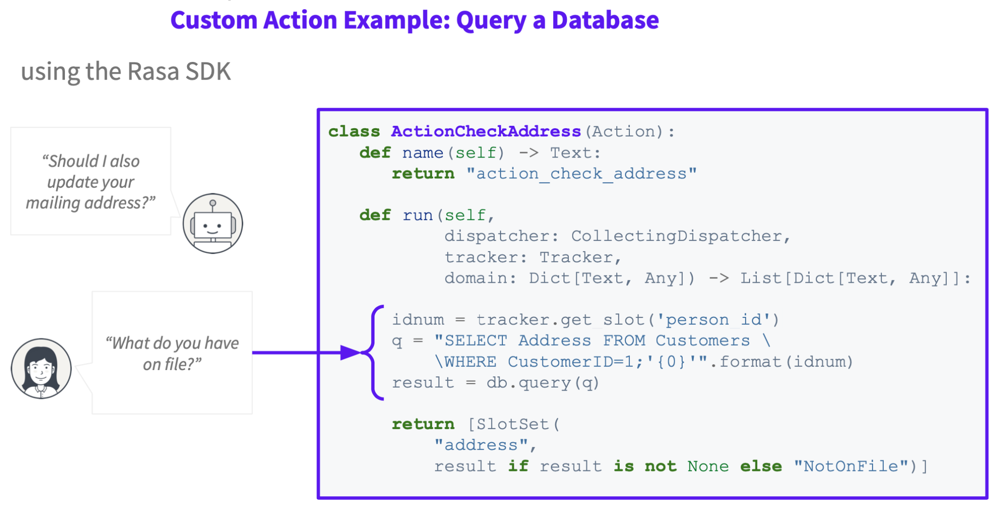 Custom Action Example: Query a Database
using the Rasa SDK
“Should I also
update your
mailing address?”
“What do you have
on file?”
class ActionCheckAddress(Action):
def name(self) -> Text:
return "action_check_address"
def run(self,
dispatcher: CollectingDispatcher,
tracker: Tracker,
domain: Dict[Text, Any]) -> List[Dict[Text, Any]]:
idnum = tracker.get_slot('person_id')
q = "SELECT Address FROM Customers \
\WHERE CustomerID=1;'{0}'".format(idnum)
result = db.query(q)
return [SlotSet(
"address",
result if result is not None else "NotOnFile")]